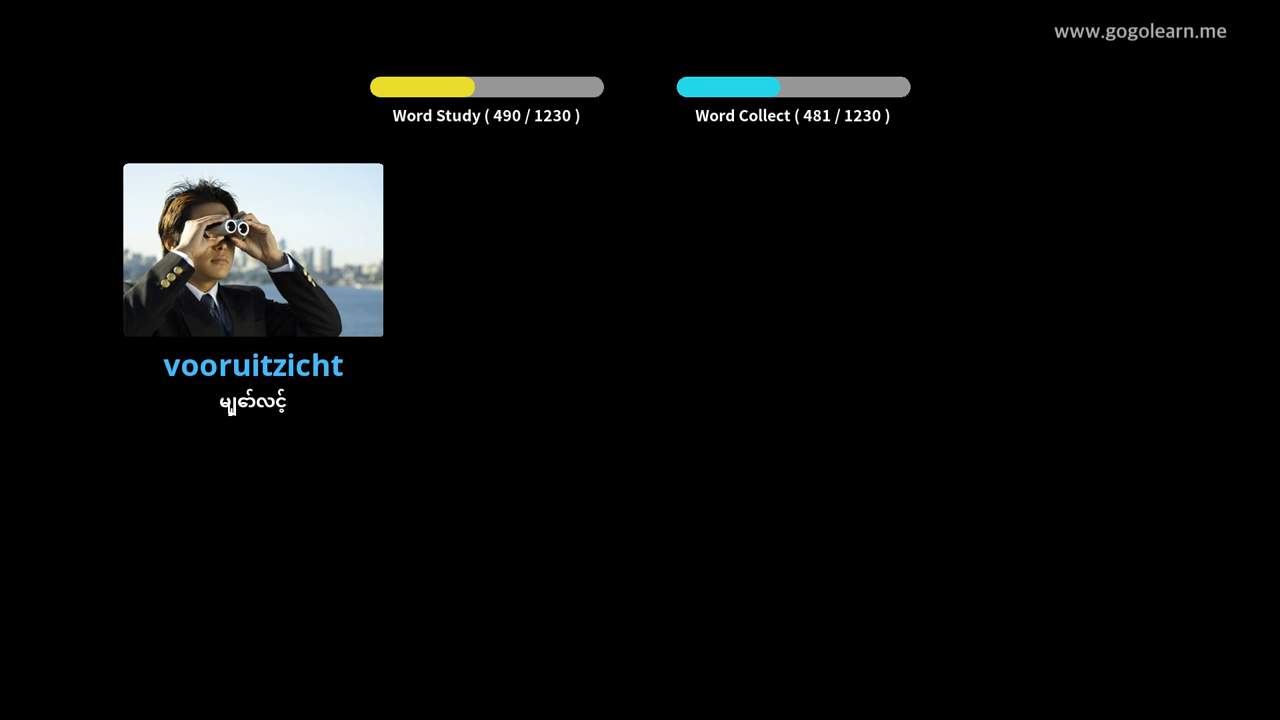 www.gogolearn.me
Word Study ( 490 / 1230 )
Word Collect ( 481 / 1230 )
vooruitzicht
မျှော်လင့်